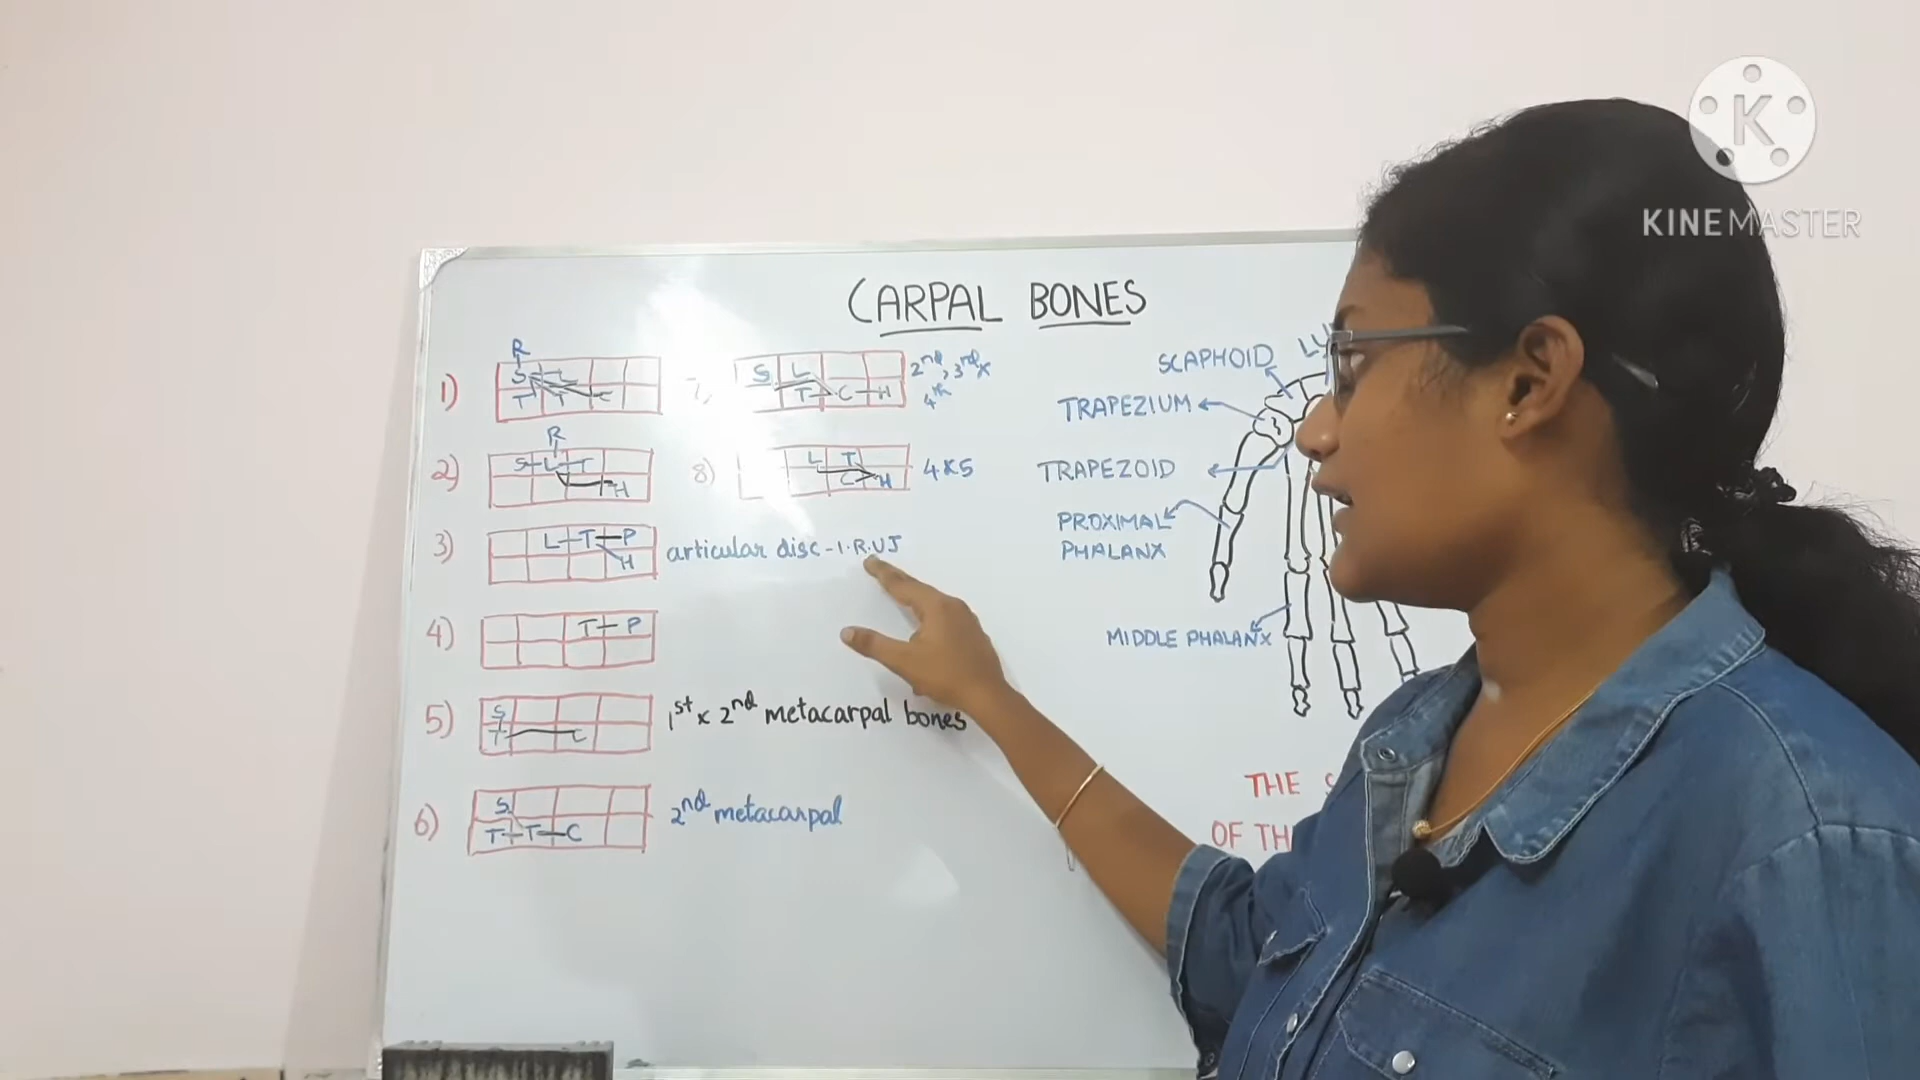 K
KINEMASTER
CARPAL BONES
1)
R
S L
T T C
2)
R
S L T
H
3)
L T P
H
articular disc - I.R.UJ
4)
T P
5)
S
T C
1st & 2nd metacarpal bones
6)
S
T T C
2nd metacarpal
7)
S L
T C H
2nd, 3rd &
4th
8)
L T
C H
4 & 5
SCAPHOID
LU
TRAPEZIUM
TRAPEZOID
PROXIMAL
PHALANX
MIDDLE PHALANX
THE S
OF TH